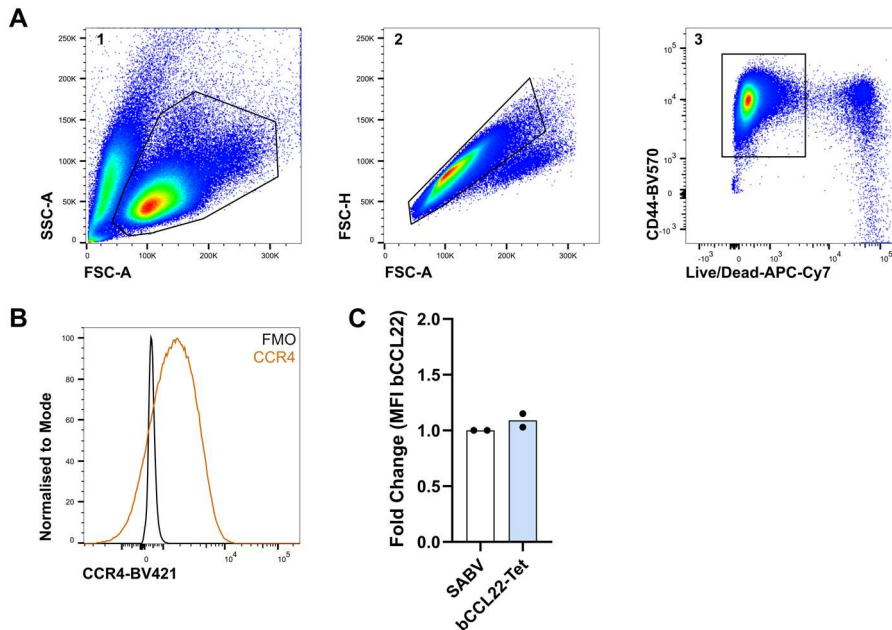 A
1
250K
200K
150K
100K
50K
0
SSC-A
0
100K
200K
300K
FSC-A
2
250K
200K
150K
100K
50K
0
FSC-H
0
100K
200K
300K
FSC-A
3
10^5
10^4
10^3
0
-10^3
CD44-BV570
-10^3
0
10^3
10^4
10^5
Live/Dead-APC-Cy7
B
FMO
CCR4
100
80
60
40
20
0
Normalised to Mode
0
10^4
10^5
CCR4-BV421
C
2.0
1.5
1.0
0.5
0.0
Fold Change (MFI bCCL22)
SABV
bCCL22-Tet